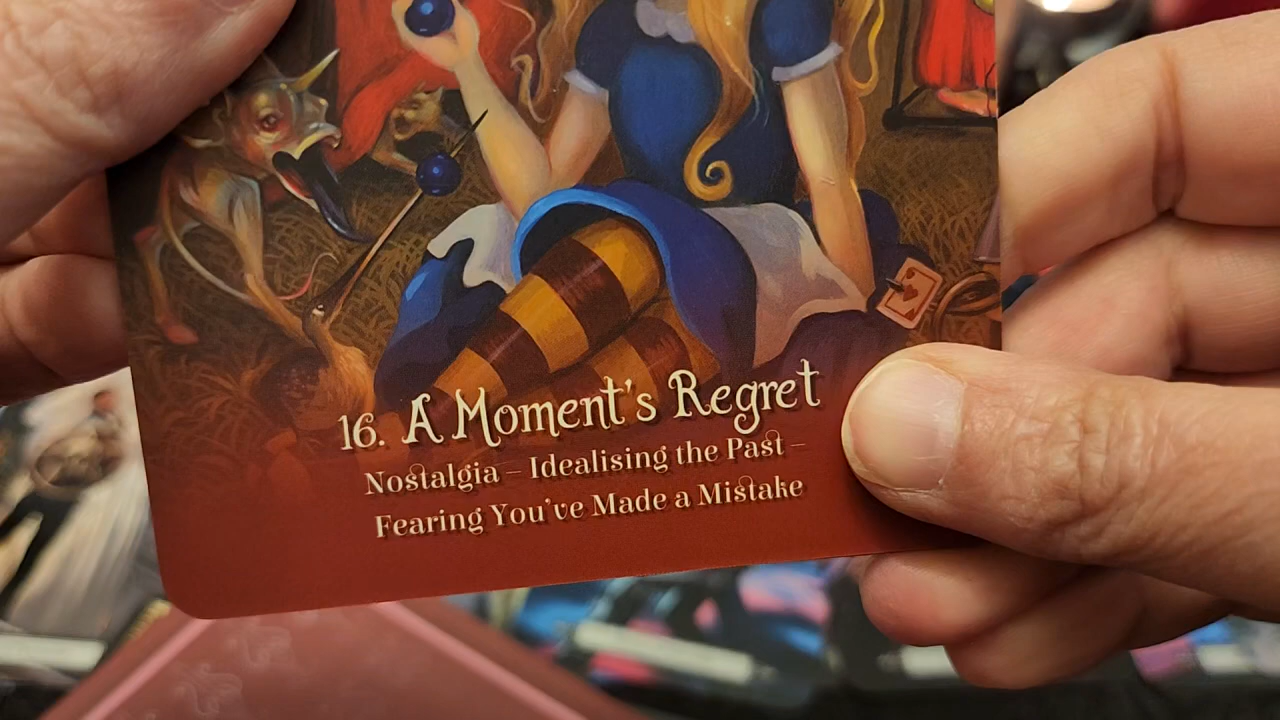 16. A Moment's Regret
Nostalgia – Idealising the Past –
Fearing You've Made a Mistake